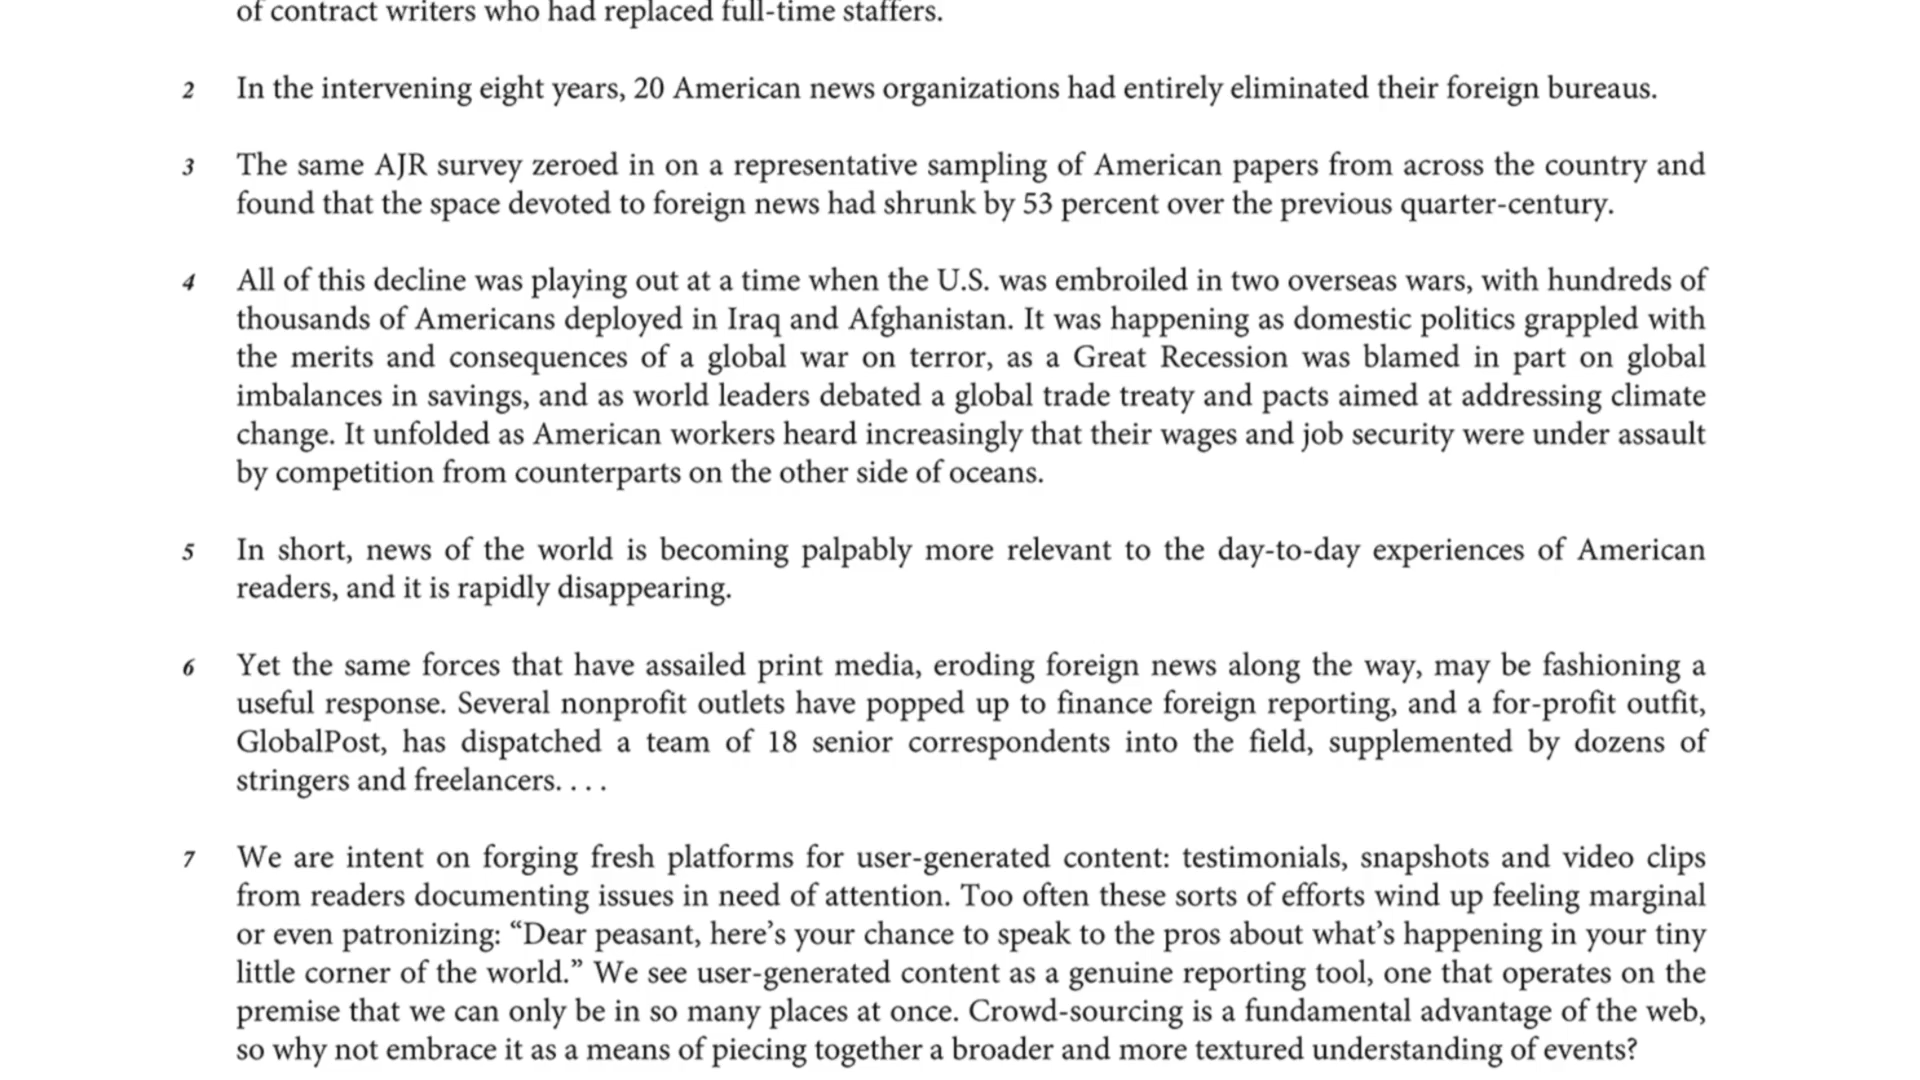 of contract writers who had replaced full-time staffers.
2 In the intervening eight years, 20 American news organizations had entirely eliminated their foreign bureaus.
3 The same AJR survey zeroed in on a representative sampling of American papers from across the country and
found that the space devoted to foreign news had shrunk by 53 percent over the previous quarter-century.
4 All of this decline was playing out at a time when the U.S. was embroiled in two overseas wars, with hundreds of
thousands of Americans deployed in Iraq and Afghanistan. It was happening as domestic politics grappled with
the merits and consequences of a global war on terror, as a Great Recession was blamed in part on global
imbalances in savings, and as world leaders debated a global trade treaty and pacts aimed at addressing climate
change. It unfolded as American workers heard increasingly that their wages and job security were under assault
by competition from counterparts on the other side of oceans.
5 In short, news of the world is becoming palpably more relevant to the day-to-day experiences of American
readers, and it is rapidly disappearing.
6 Yet the same forces that have assailed print media, eroding foreign news along the way, may be fashioning a
useful response. Several nonprofit outlets have popped up to finance foreign reporting, and a for-profit outfit,
GlobalPost, has dispatched a team of 18 senior correspondents into the field, supplemented by dozens of
stringers and freelancers. . . .
7 We are intent on forging fresh platforms for user-generated content: testimonials, snapshots and video clips
from readers documenting issues in need of attention. Too often these sorts of efforts wind up feeling marginal
or even patronizing: “Dear peasant, here’s your chance to speak to the pros about what’s happening in your tiny
little corner of the world.” We see user-generated content as a genuine reporting tool, one that operates on the
premise that we can only be in so many places at once. Crowd-sourcing is a fundamental advantage of the web,
so why not embrace it as a means of piecing together a broader and more textured understanding of events?